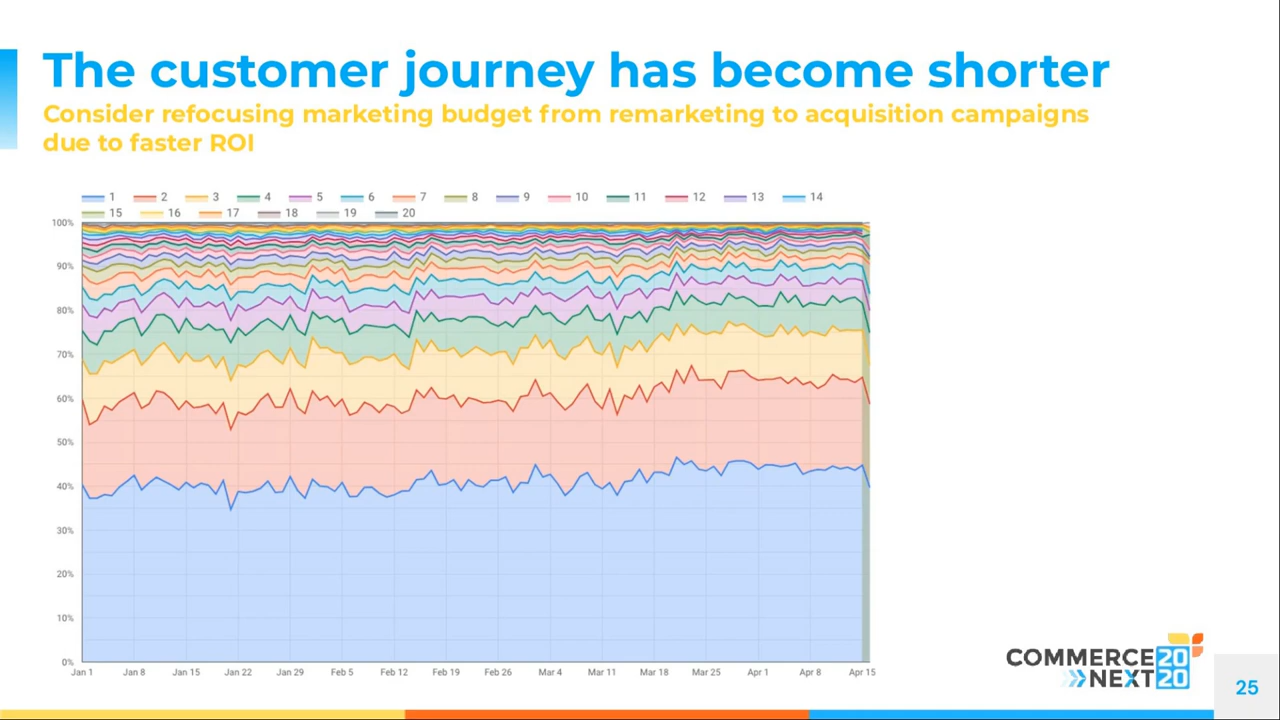 The customer journey has become shorter
Consider refocusing marketing budget from remarketing to acquisition campaigns
due to faster ROI
1 2 3 4 5 6 7 8 9 10 11 12 13 14
15 16 17 18 19 20
100%
90%
80%
70%
60%
50%
40%
30%
20%
10%
0%
Jan 1 Jan 8 Jan 15 Jan 22 Jan 29 Feb 5 Feb 12 Feb 19 Feb 26 Mar 4 Mar 11 Mar 18 Mar 25 Apr 1 Apr 8 Apr 15
COMMERCE 20
NEXT 20
25